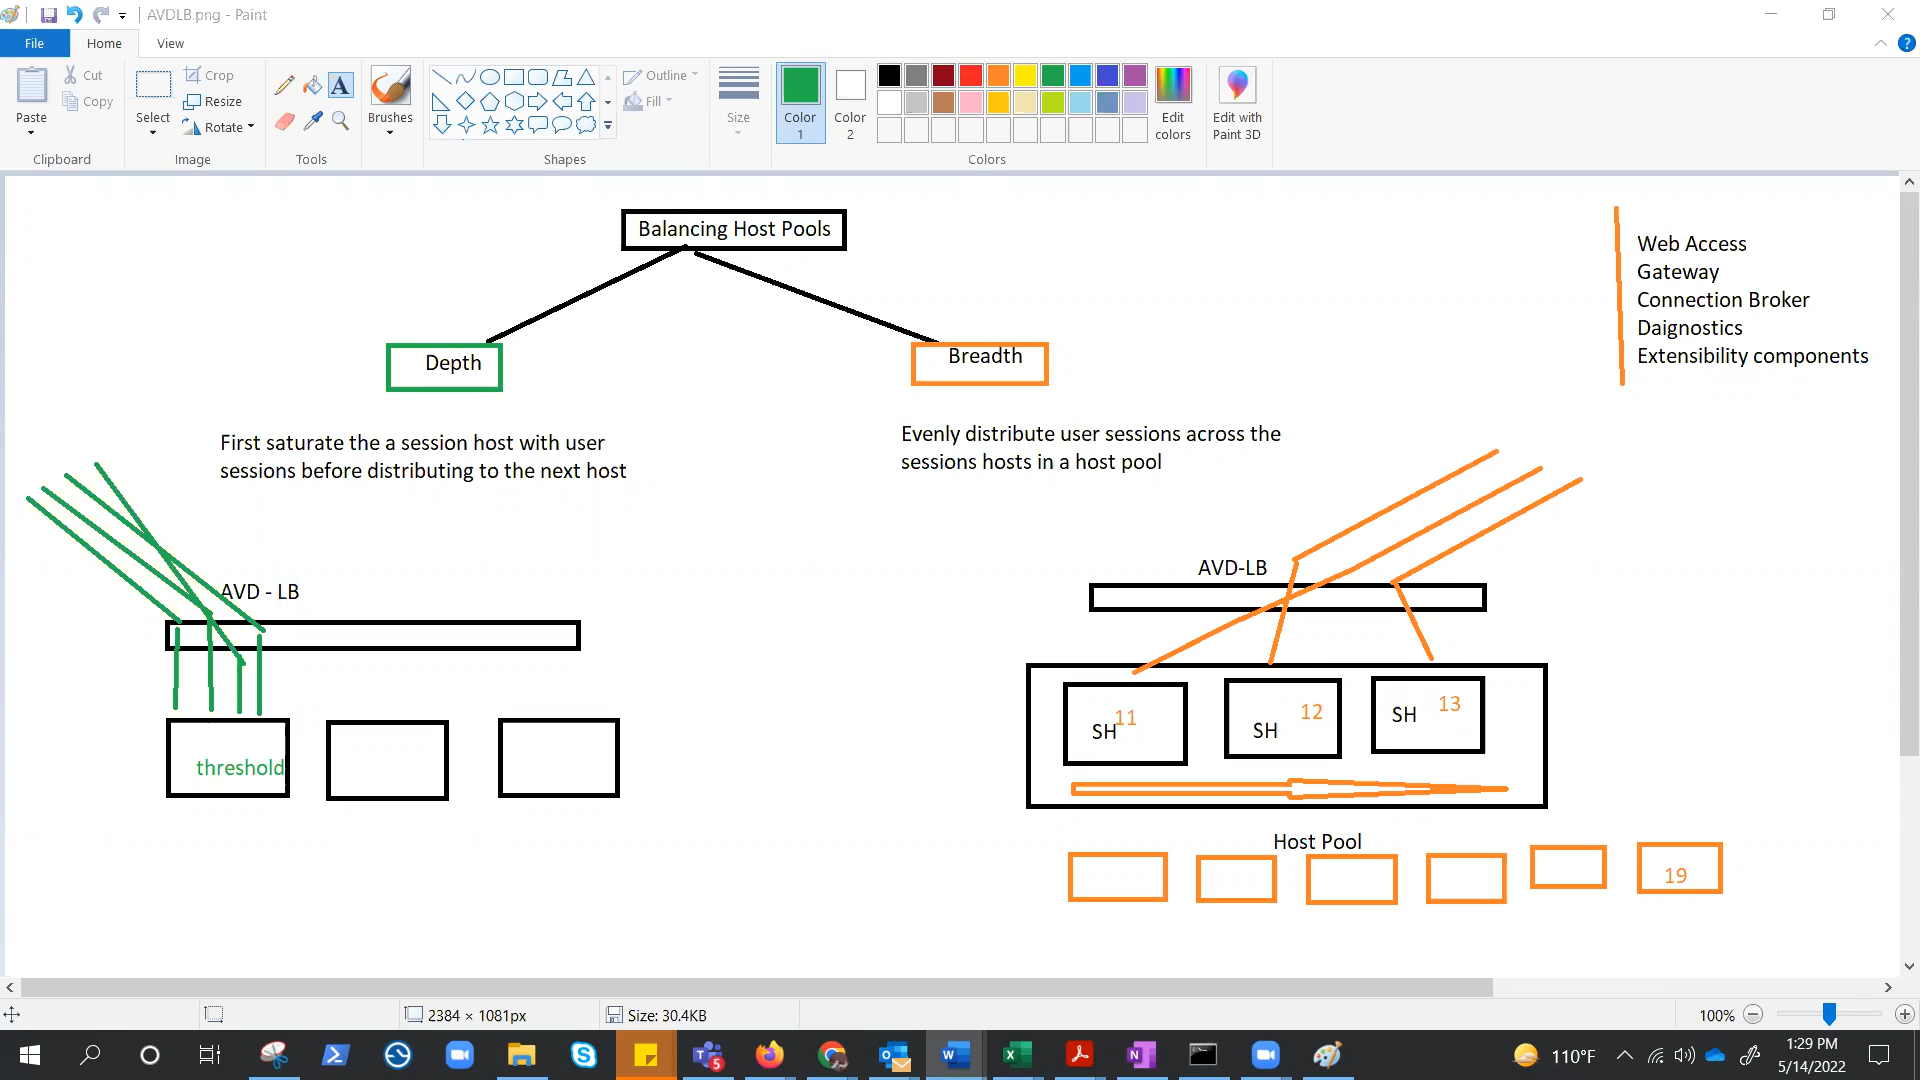 AVDLB.png - Paint
File
Home
View
Paste
Cut
Copy
Clipboard
Select
Crop
Resize
Rotate
Image
A
Tools
Brushes
Shapes
Outline
Fill
Size
Color
1
Color
2
Edit
colors
Edit with
Paint 3D
Colors
Balancing Host Pools
Depth
Breadth
Web Access
Gateway
Connection Broker
Daignostics
Extensibility components
First saturate the a session host with user
sessions before distributing to the next host
Evenly distribute user sessions across the
sessions hosts in a host pool
AVD - LB
AVD-LB
threshold
SH 11
SH 12
SH 13
Host Pool
19
2384 × 1081px
Size: 30.4KB
100%
5
110°F
1:29 PM
5/14/2022